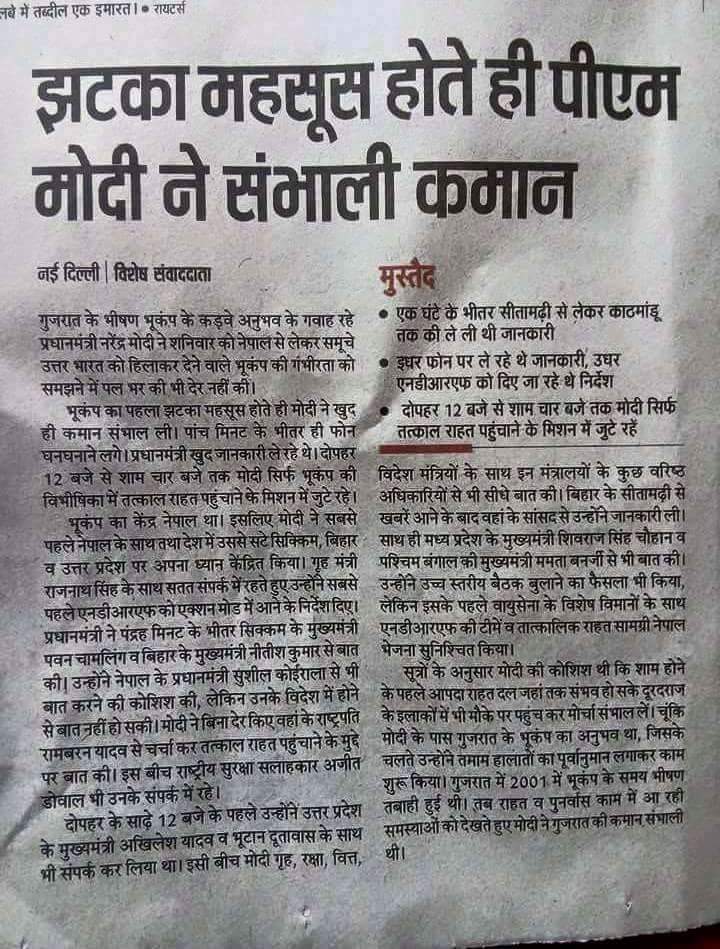 लबे में तब्दील एक इमारत। ● रायटर्स
झटका महसूस होते ही पीएम
मोदी ने संभाली कमान
नई दिल्ली | विशेष संवाददाता
गुजरात के भीषण भूकंप के कड़वे अनुभव के गवाह रहे
प्रधानमंत्री नरेंद्र मोदी ने शनिवार को नेपाल से लेकर समूचे
उत्तर भारत को हिलाकर देने वाले भूकंप की गंभीरता को
समझने में पल भर की भी देर नहीं की।
भूकंप का पहला झटका महसूस होते ही मोदी ने खुद
ही कमान संभाल ली। पांच मिनट के भीतर ही फोन
घनघनाने लगे। प्रधानमंत्री खुद जानकारी ले रहे थे। दोपहर
12 बजे से शाम चार बजे तक मोदी सिर्फ भूकंप की
विभीषिका में तत्काल राहत पहुंचाने के मिशन में जुटे रहे।
भूकंप का केंद्र नेपाल था। इसलिए मोदी ने सबसे
पहले नेपाल के साथ तथा देश में उससे सटे सिक्किम, बिहार
व उत्तर प्रदेश पर अपना ध्यान केंद्रित किया। गृह मंत्री
राजनाथ सिंह के साथ सतत संपर्क में रहते हुए उन्होंने सबसे
पहले एनडीआरएफ को एक्शन मोड में आने के निर्देश दिए।
प्रधानमंत्री ने पंद्रह मिनट के भीतर सिक्कम के मुख्यमंत्री
पवन चामलिंग व बिहार के मुख्यमंत्री नीतीश कुमार से बात
की। उन्होंने नेपाल के प्रधानमंत्री सुशील कोईराला से भी
बात करने की कोशिश की, लेकिन उनके विदेश में होने
से बात नहीं हो सकी। मोदी ने बिना देर किए वहां के राष्ट्रपति
रामबरन यादव से चर्चा कर तत्काल राहत पहुंचाने के मुद्दे
पर बात की। इस बीच राष्ट्रीय सुरक्षा सलाहकार अजीत
डोवाल भी उनके संपर्क में रहे।
दोपहर के साढ़े 12 बजे के पहले उन्होंने उत्तर प्रदेश
के मुख्यमंत्री अखिलेश यादव व भूटान दूतावास के साथ
भी संपर्क कर लिया था। इसी बीच मोदी गृह, रक्षा, वित्त,
मुस्तैद
● एक घंटे के भीतर सीतामढ़ी से लेकर काठमांडू
तक की ले ली थी जानकारी
● इधर फोन पर ले रहे थे जानकारी, उधर
एनडीआरएफ को दिए जा रहे थे निर्देश
● दोपहर 12 बजे से शाम चार बजे तक मोदी सिर्फ
तत्काल राहत पहुंचाने के मिशन में जुटे रहें
विदेश मंत्रियों के साथ इन मंत्रालयों के कुछ वरिष्ठ
अधिकारियों से भी सीधे बात की। बिहार के सीतामढ़ी से
खबरें आने के बाद वहां के सांसद से उन्होंने जानकारी ली।
साथ ही मध्य प्रदेश के मुख्यमंत्री शिवराज सिंह चौहान व
पश्चिम बंगाल की मुख्यमंत्री ममता बनर्जी से भी बात की।
उन्होंने उच्च स्तरीय बैठक बुलाने का फैसला भी किया,
लेकिन इसके पहले वायुसेना के विशेष विमानों के साथ
एनडीआरएफ की टीमें व तात्कालिक राहत सामग्री नेपाल
भेजना सुनिश्चित किया।
सूत्रों के अनुसार मोदी की कोशिश थी कि शाम होने
के पहले आपदा राहत दल जहां तक संभव हो सके दूरदराज
के इलाकों में भी मौके पर पहुंच कर मोर्चा संभाल लें। चूंकि
मोदी के पास गुजरात के भूकंप का अनुभव था, जिसके
चलते उन्होंने तमाम हालातों का पूर्वानुमान लगाकर काम
शुरू किया। गुजरात में 2001 में भूकंप के समय भीषण
तबाही हुई थी। तब राहत व पुनर्वास काम में आ रही
समस्याओं को देखते हुए मोदी ने गुजरात की कमान संभाली
थी।